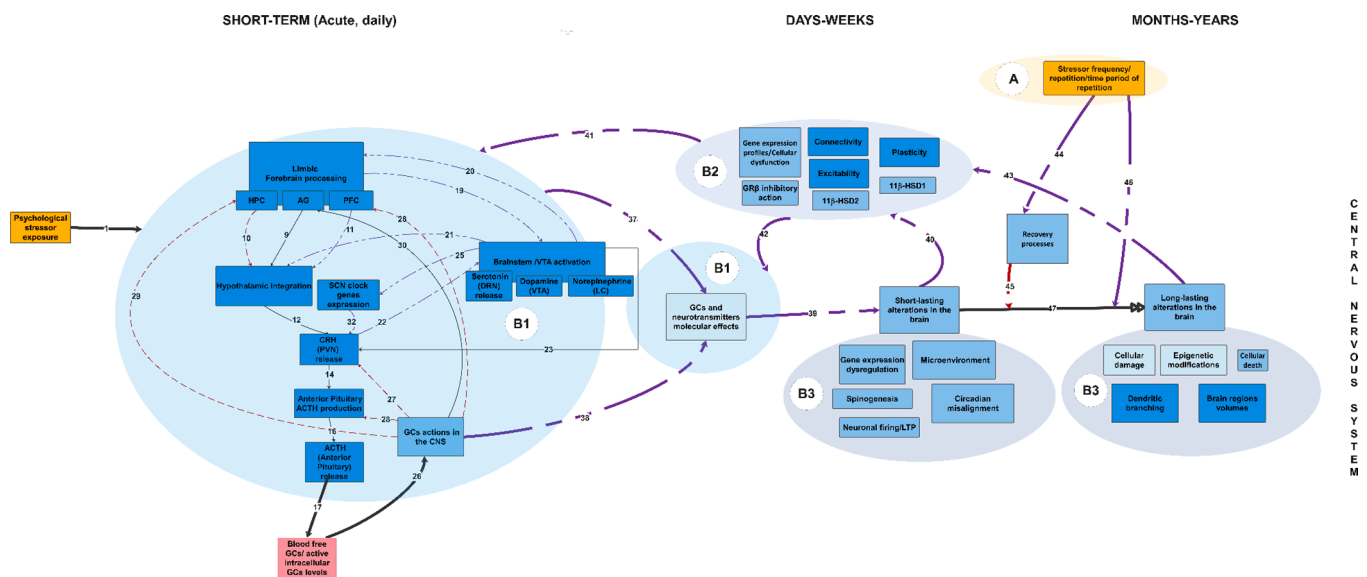 SHORT-TERM (Acute, daily)
DAYS-WEEKS
MONTHS-YEARS
A
Stressor frequency/
repetition/time period of
repetition
41
44
43
46
B2
Gene expression
profiles/Cellular
dysfunction
Connectivity
Plasticity
Excitability
GRβ inhibitory
action
11β-HSD2
11β-HSD1
Limbic
Forebrain processing
HPC
AG
PFC
20
19
Psychological
stressor
exposure
1
10
9
11
28
30
21
25
37
42
40
Recovery
processes
45
Brainstem /VTA activation
Serotonin
(DRN)
release
Dopamine
(VTA)
Norepinephrine
(LC)
Hypothalamic integration
SCN clock
genes
expression
29
12
32
22
B1
B1
GCs and
neurotransmitters
molecular effects
39
Short-lasting
alterations in the
brain
47
Long-lasting
alterations in the
brain
CRH
(PVN)
release
23
14
27
Anterior Pituitary
ACTH production
28
16
GCs actions in
the CNS
38
ACTH
(Anterior
Pituitary)
release
26
17
Blood free
GCs/ active
intracellular
GCs levels
B3
Gene expression
dysregulation
Microenvironment
Spinogenesis
Circadian
misalignment
Neuronal firing/LTP
B3
Cellular
damage
Epigenetic
modifications
Cellular
death
Dendritic
branching
Brain regions
volumes
CENTRAL NERVOUS SYSTEM